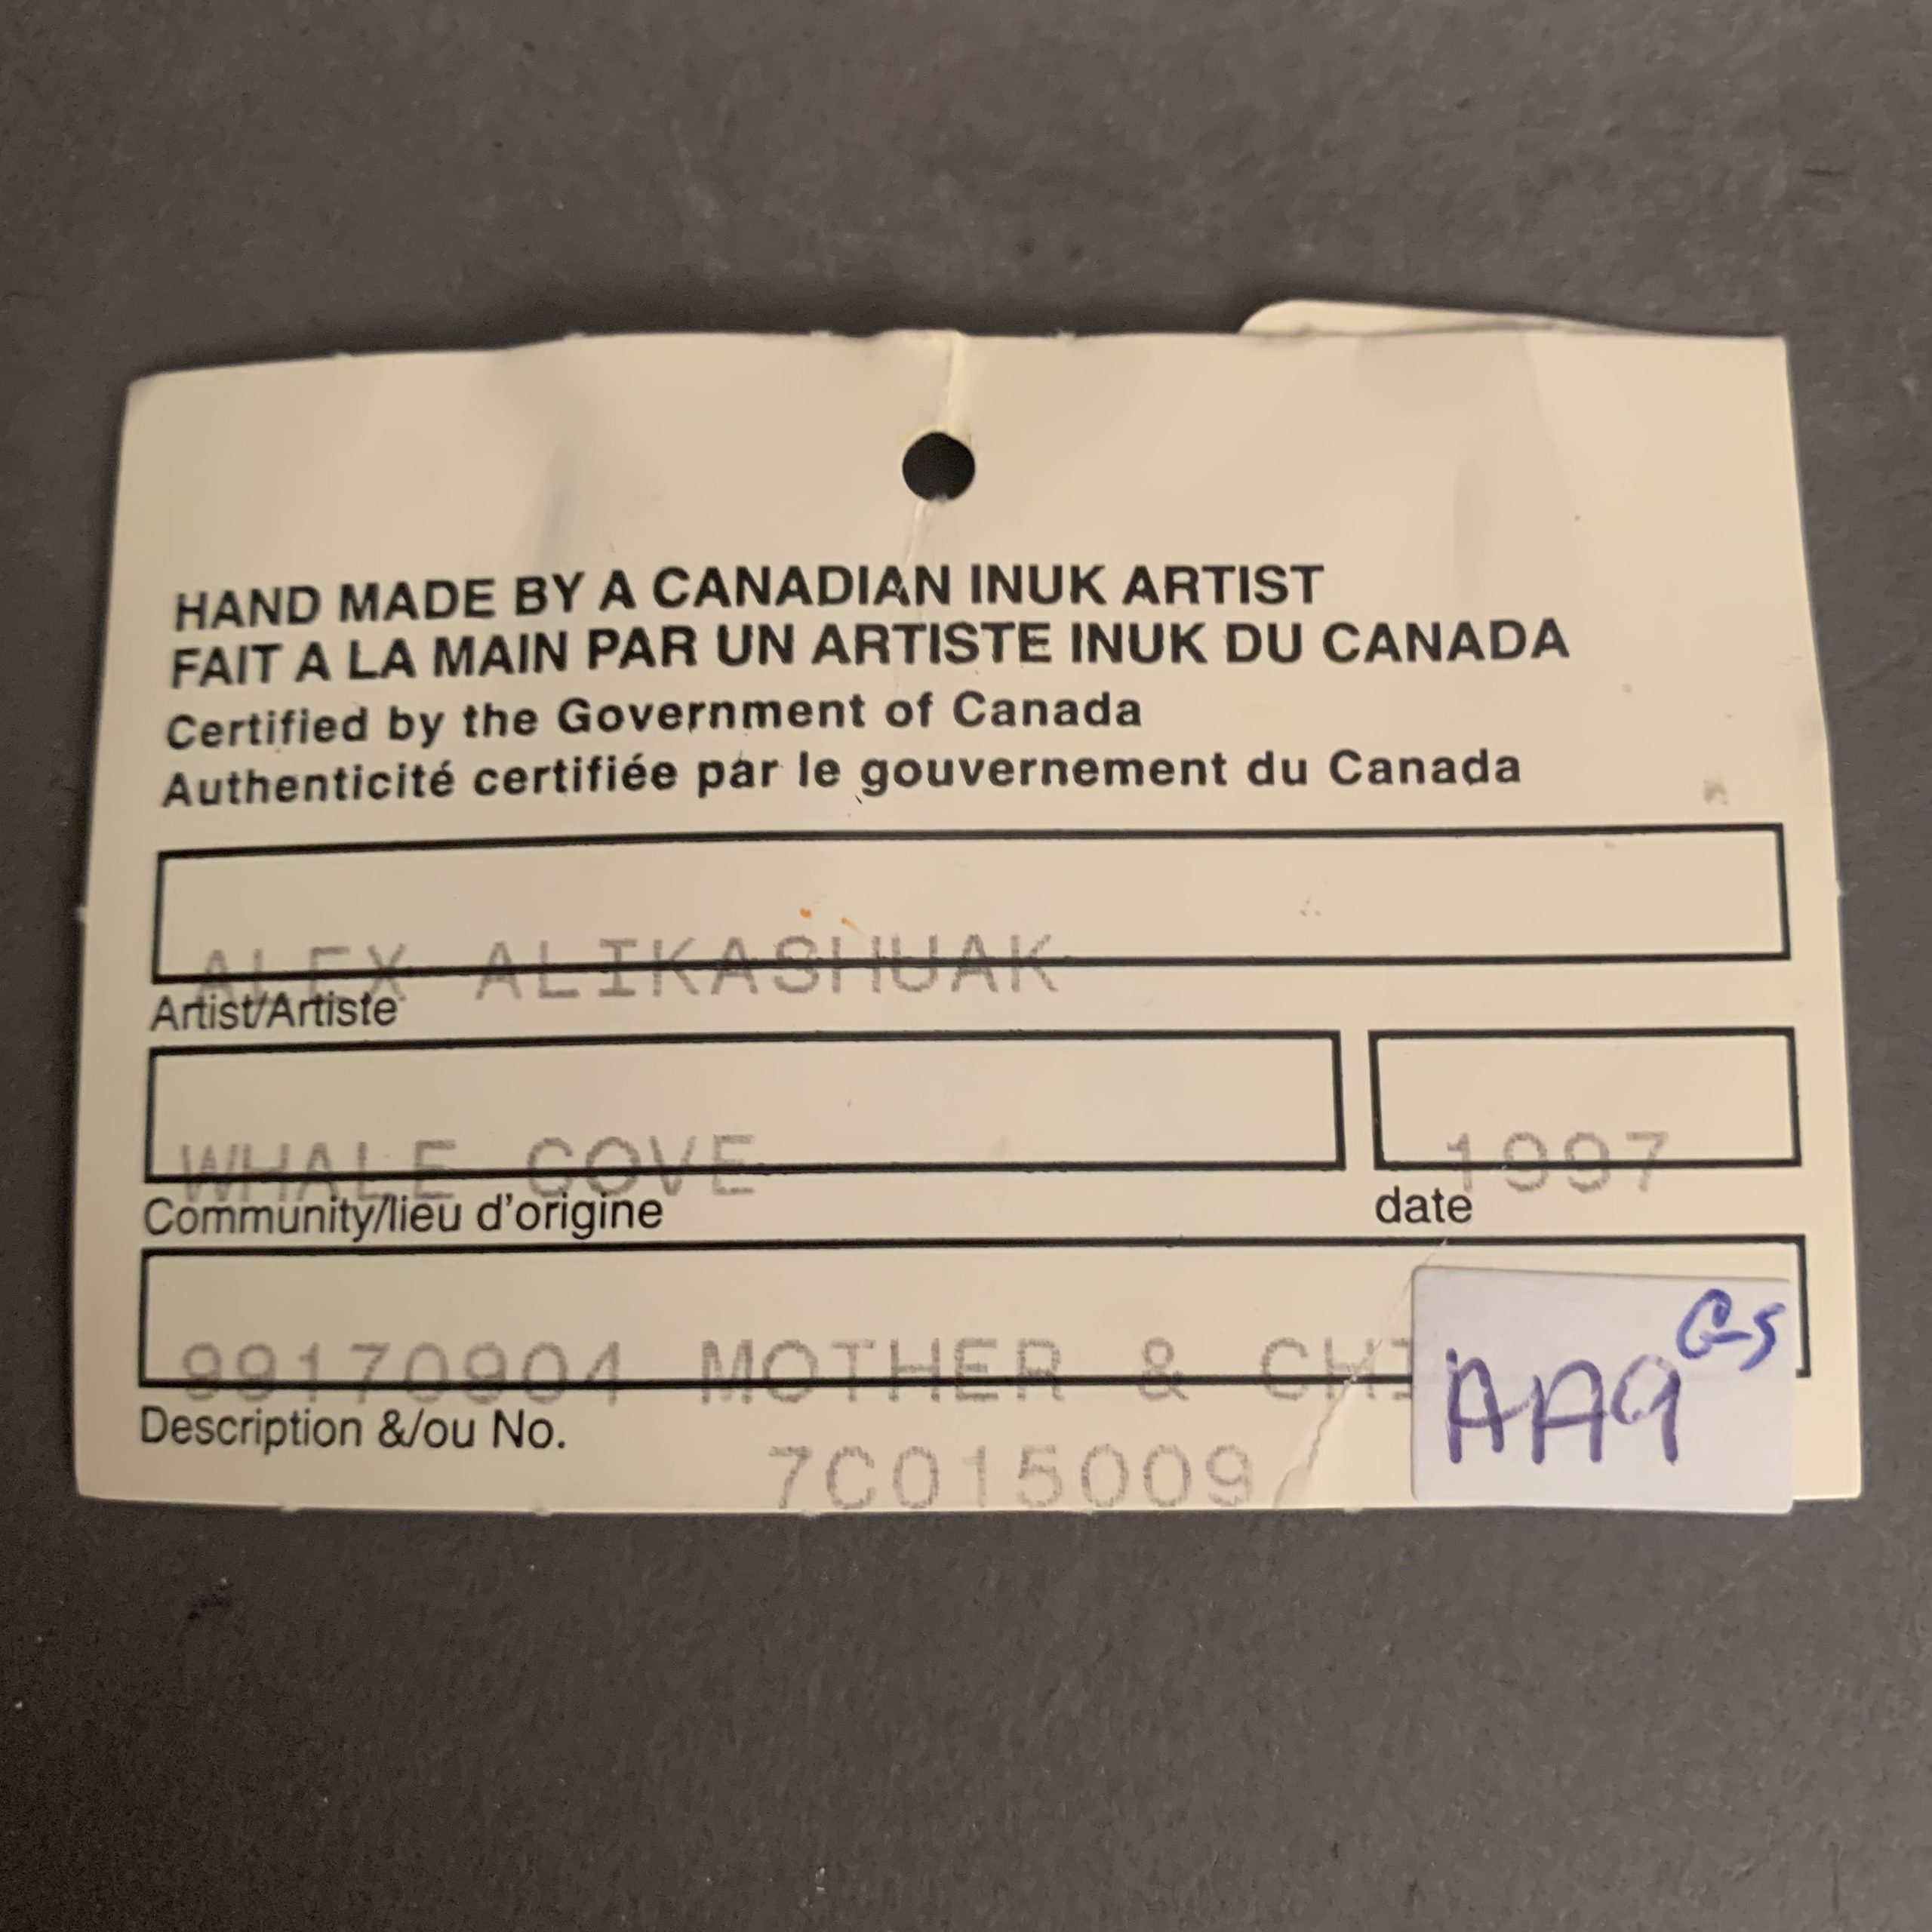 HAND MADE BY A CANADIAN INUK ARTIST
FAIT A LA MAIN PAR UN ARTISTE INUK DU CANADA
Certified by the Government of Canada
Authenticité certifiée par le gouvernement du Canada
ALEX ALIKASHUAK
Artist/Artiste
WHALE COVE
1997
Community/lieu d'origine
date
99170904 MOTHER & CHI
Description &/ou No.
7C015009
AA9